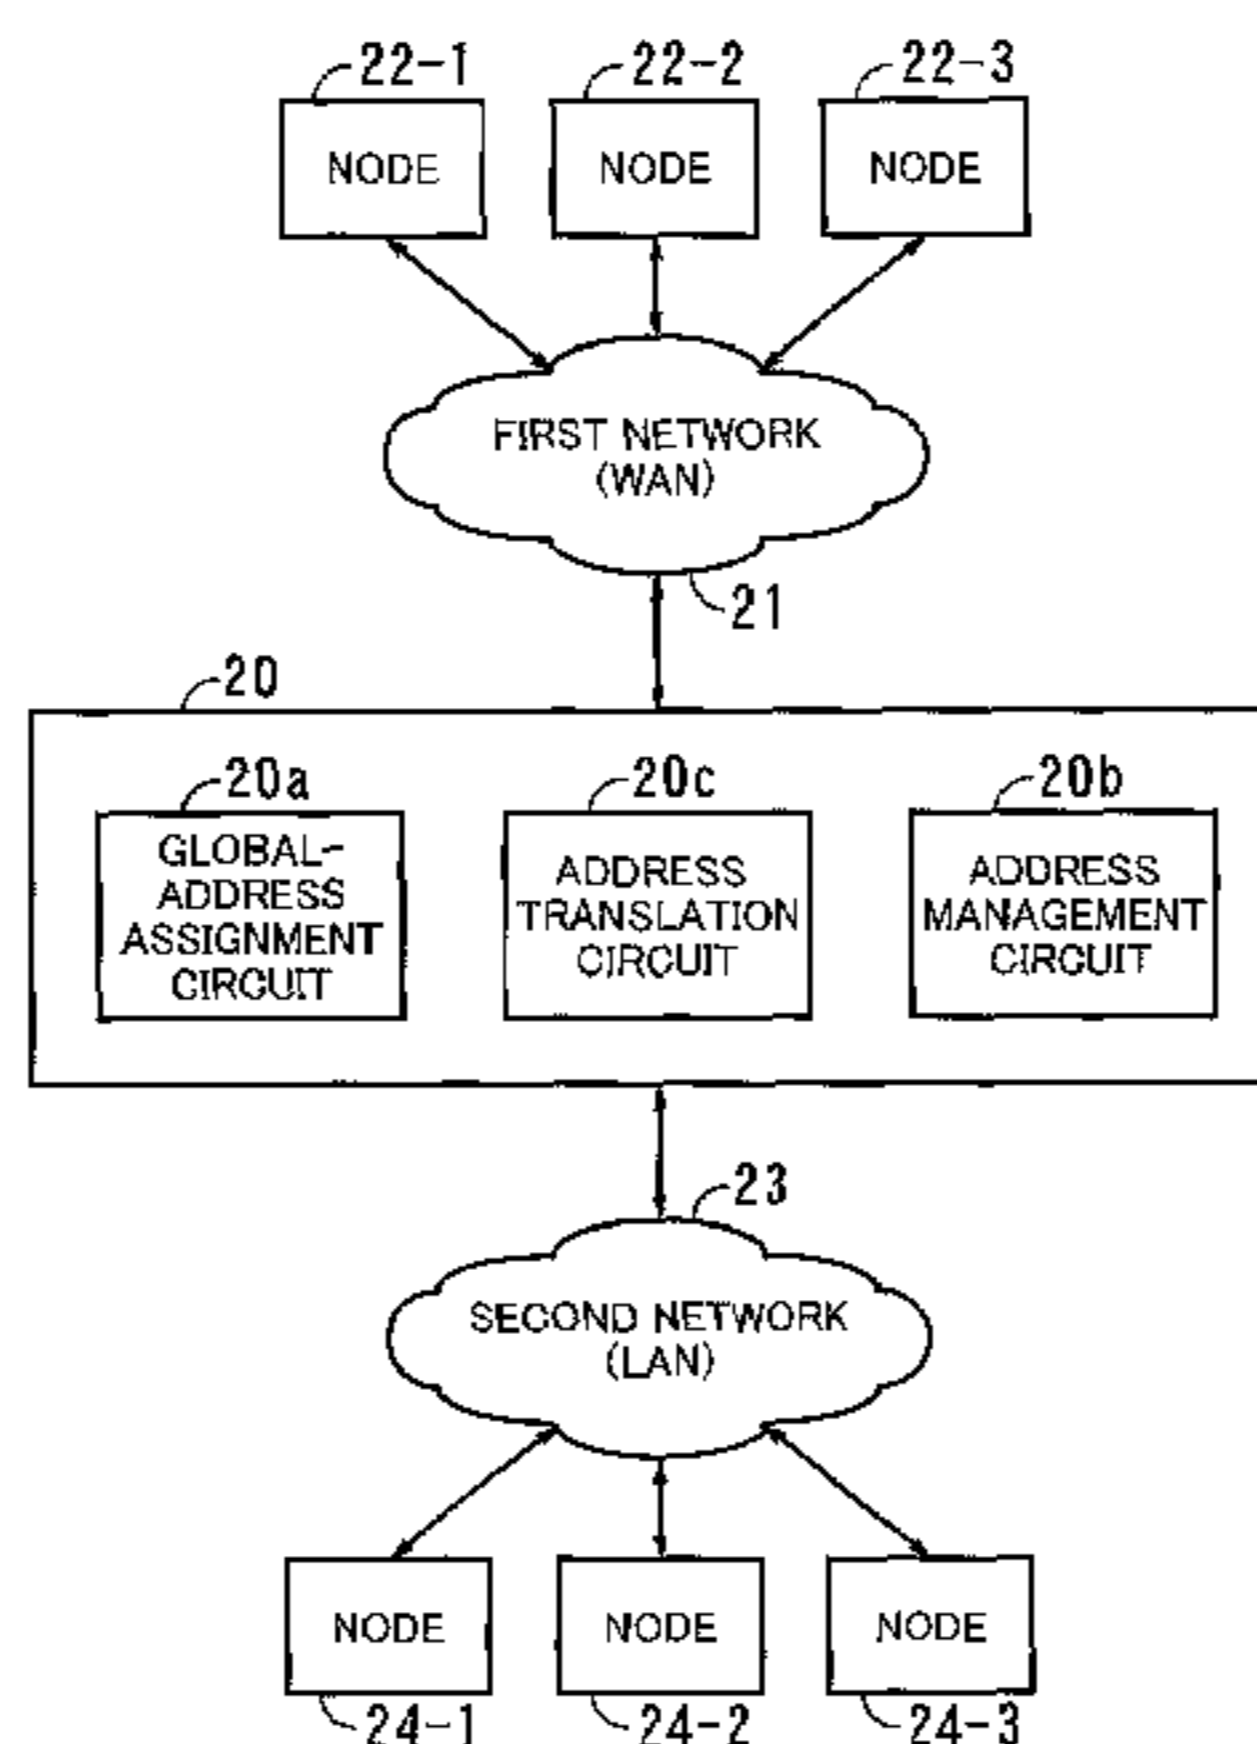 22-1 22-2 22-3
NODE NODE NODE
FIRST NETWORK
(WAN)
21
20
20a 20c 20b
GLOBAL-
ADDRESS
ASSIGNMENT
CIRCUIT
ADDRESS
TRANSLATION
CIRCUIT
ADDRESS
MANAGEMENT
CIRCUIT
23
SECOND NETWORK
(LAN)
NODE NODE NODE
24-1 24-2 24-3